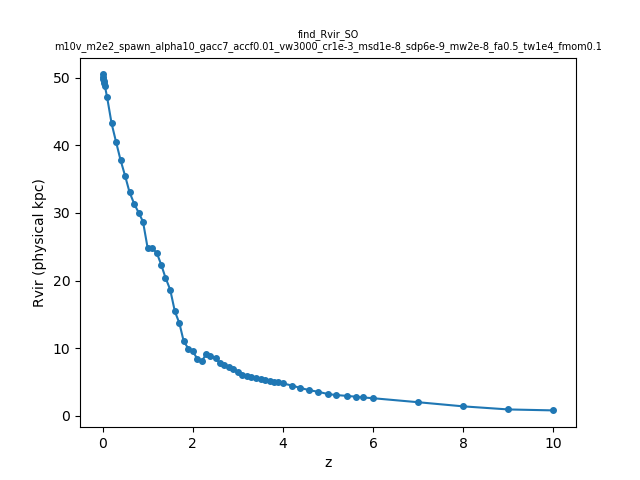 find_Rvir_SO
m10v_m2e2_spawn_alpha10_gacc7_accf0.01_vw3000_cr1e-3_msd1e-8_sdp6e-9_mw2e-8_fa0.5_tw1e4_fmom0.1
50
40
30
20
10
0
Rvir (physical kpc)
0 2 4 6 8 10
z